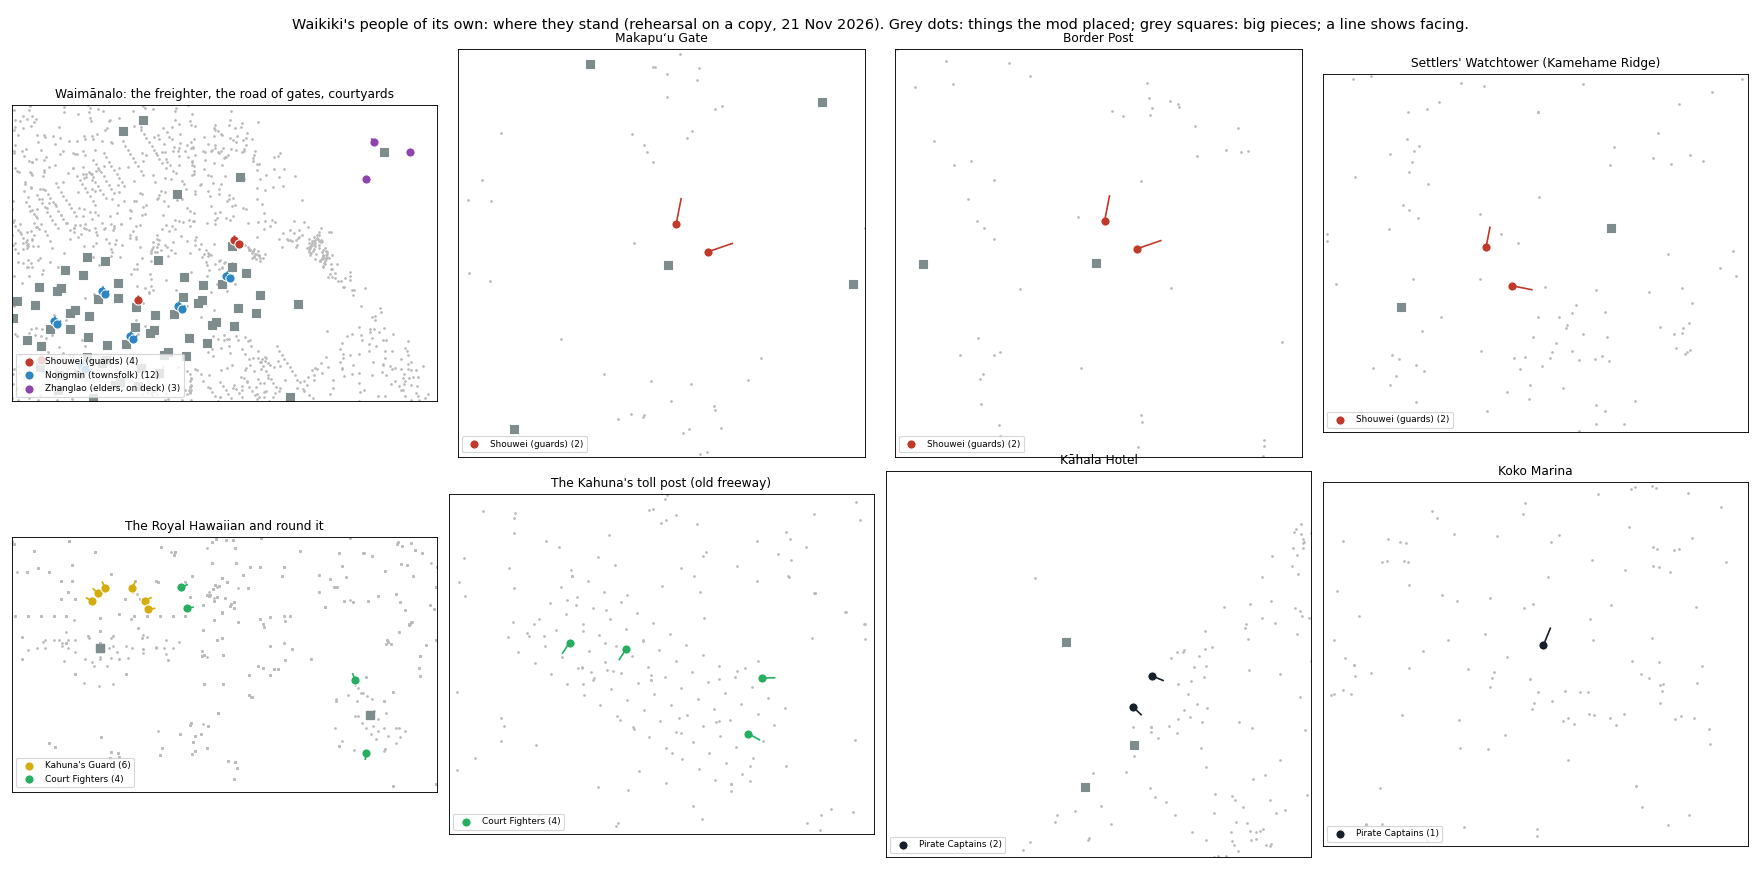 Waikiki's people of its own: where they stand (rehearsal on a copy, 21 Nov 2026). Grey dots: things the mod placed; grey squares: big pieces; a line shows facing.
Waimānalo: the freighter, the road of gates, courtyards
Shouwei (guards) (4)
Nongmin (townsfolk) (12)
Zhanglao (elders, on deck) (3)
Makapuʻu Gate
Shouwei (guards) (2)
Border Post
Shouwei (guards) (2)
Settlers' Watchtower (Kamehame Ridge)
Shouwei (guards) (2)
The Royal Hawaiian and round it
Kahuna's Guard (6)
Court Fighters (4)
The Kahuna's toll post (old freeway)
Court Fighters (4)
Kāhala Hotel
Pirate Captains (2)
Koko Marina
Pirate Captains (1)